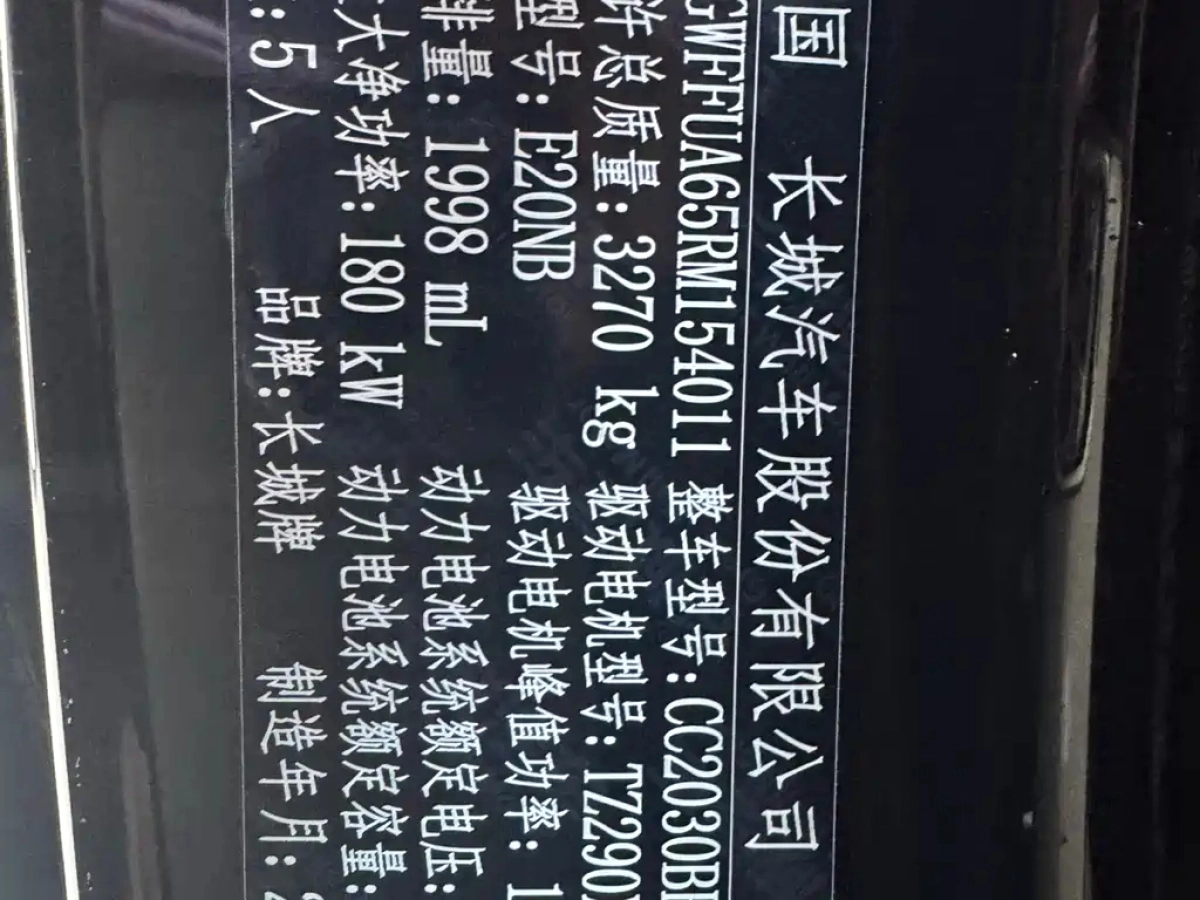 国 长城汽车股份有限公司
GWFFUA65RM154011 整车型号:CC2030B
许总质量:3270 kg 驱动电机型号:TZ290
型号:E20NB 驱动电机峰值功率:1
排量:1998 mL 动力电池系统额定电压:
大净功率:180 kW 动力电池系统额定容量:
:5人 品牌:长城牌 制造年月:2